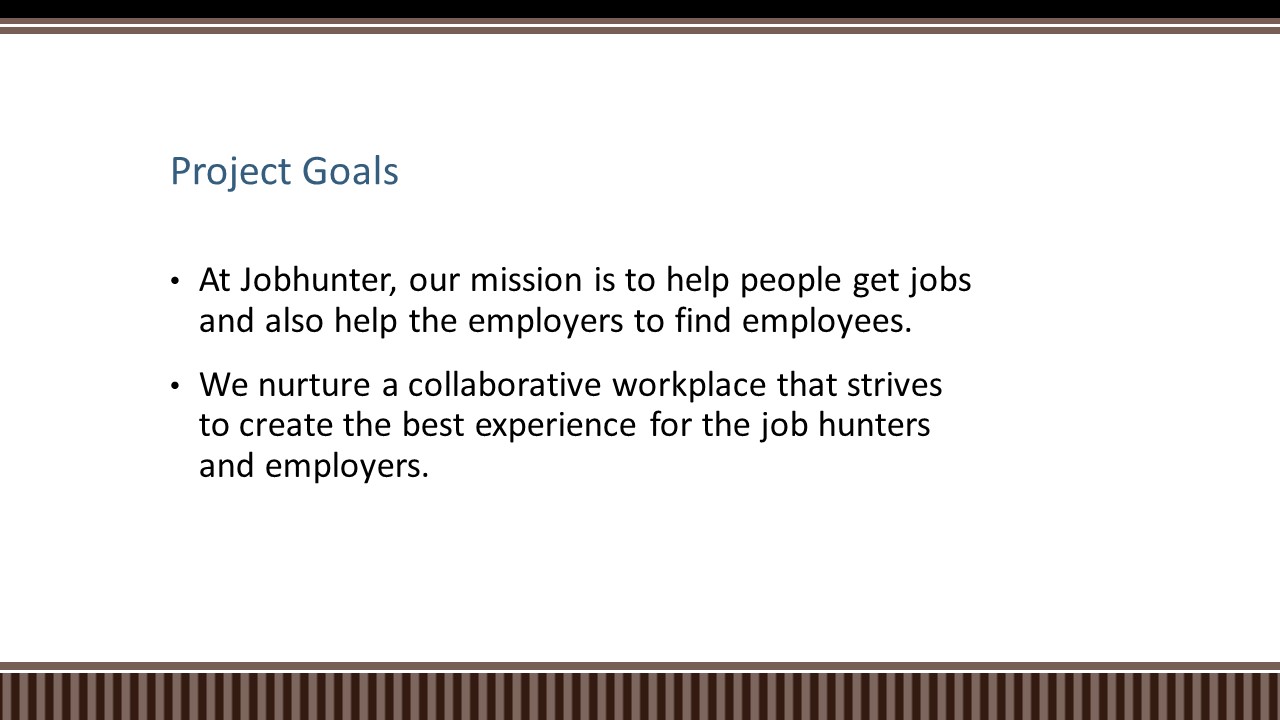 Project Goals
• At Jobhunter, our mission is to help people get jobs
and also help the employers to find employees.
• We nurture a collaborative workplace that strives
to create the best experience for the job hunters
and employers.